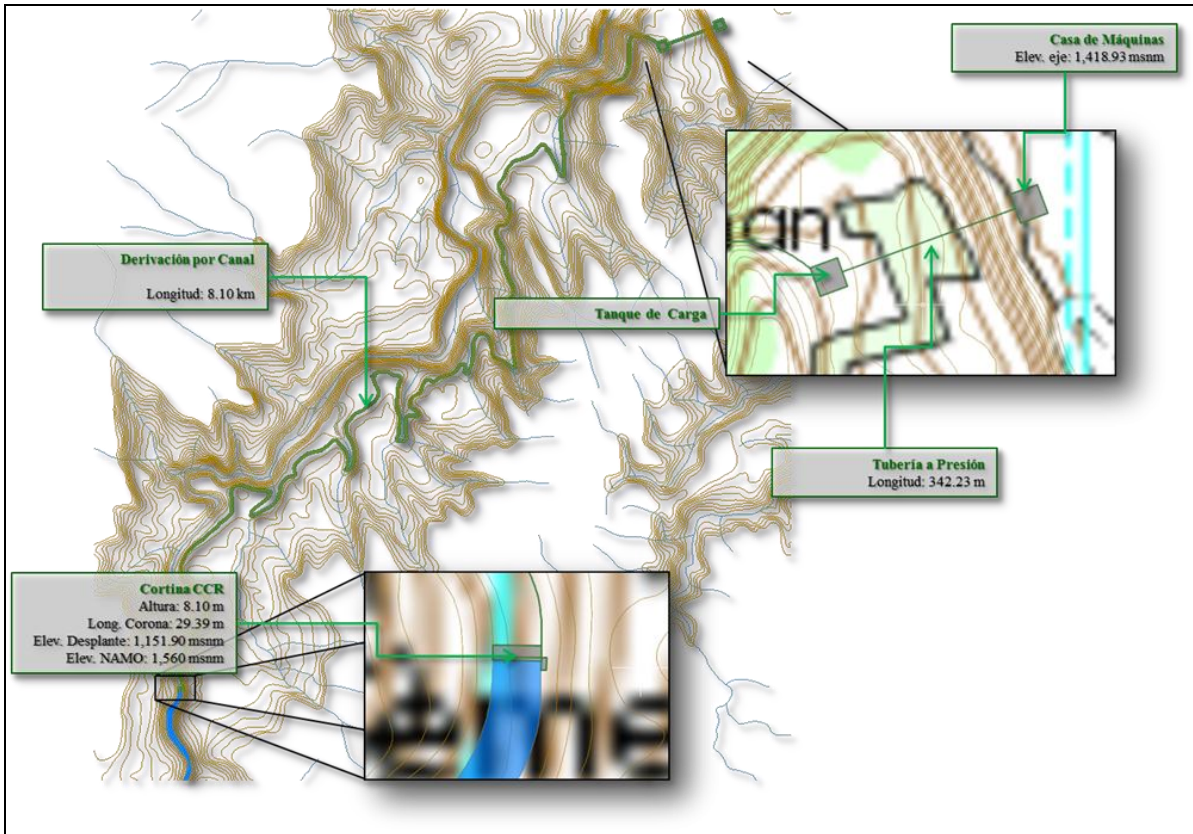 Casa de Máquinas
Elev. eje: 1,418.93 msnm
an
Derivación por Canal
Longitud: 8.10 km
Tanque de Carga
Tubería a Presión
Longitud: 342.23 m
Cortina CCR
Altura: 8.10 m
Long. Corona: 29.39 m
Elev. Desplante: 1,151.90 msnm
Elev. NAMO: 1,560 msnm